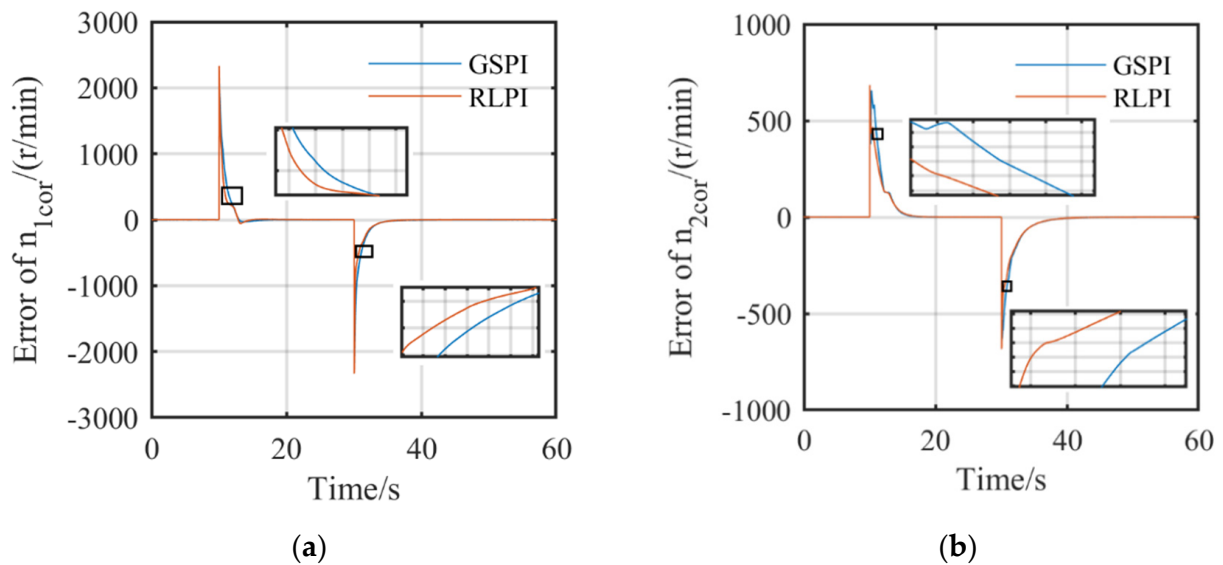 3000
2000
1000
0
-1000
-2000
-3000
Error of n1cor/(r/min)
GSPI
RLPI
0 20 40 60
Time/s
(a)
1000
500
0
-500
-1000
Error of n2cor/(r/min)
GSPI
RLPI
0 20 40 60
Time/s
(b)